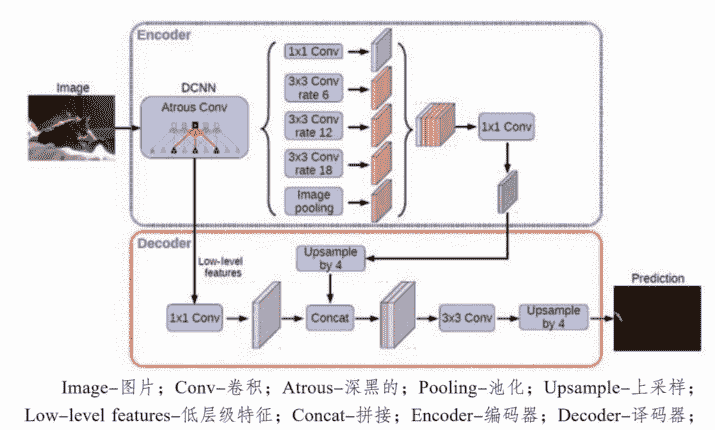 Encoder
Image
DCNN
Atrous Conv
1x1 Conv
3x3 Conv
rate 6
3x3 Conv
rate 12
3x3 Conv
rate 18
Image
pooling
1x1 Conv
Decoder
Low-level
features
Upsample
by 4
1x1 Conv
Concat
3x3 Conv
Upsample
by 4
Prediction
Image–图片；Conv–卷积；Atrous–深黑的；Pooling–池化；Upsample–上采样；
Low–level features–低层级特征；Concat–拼接；Encoder–编码器；Decoder–译码器；